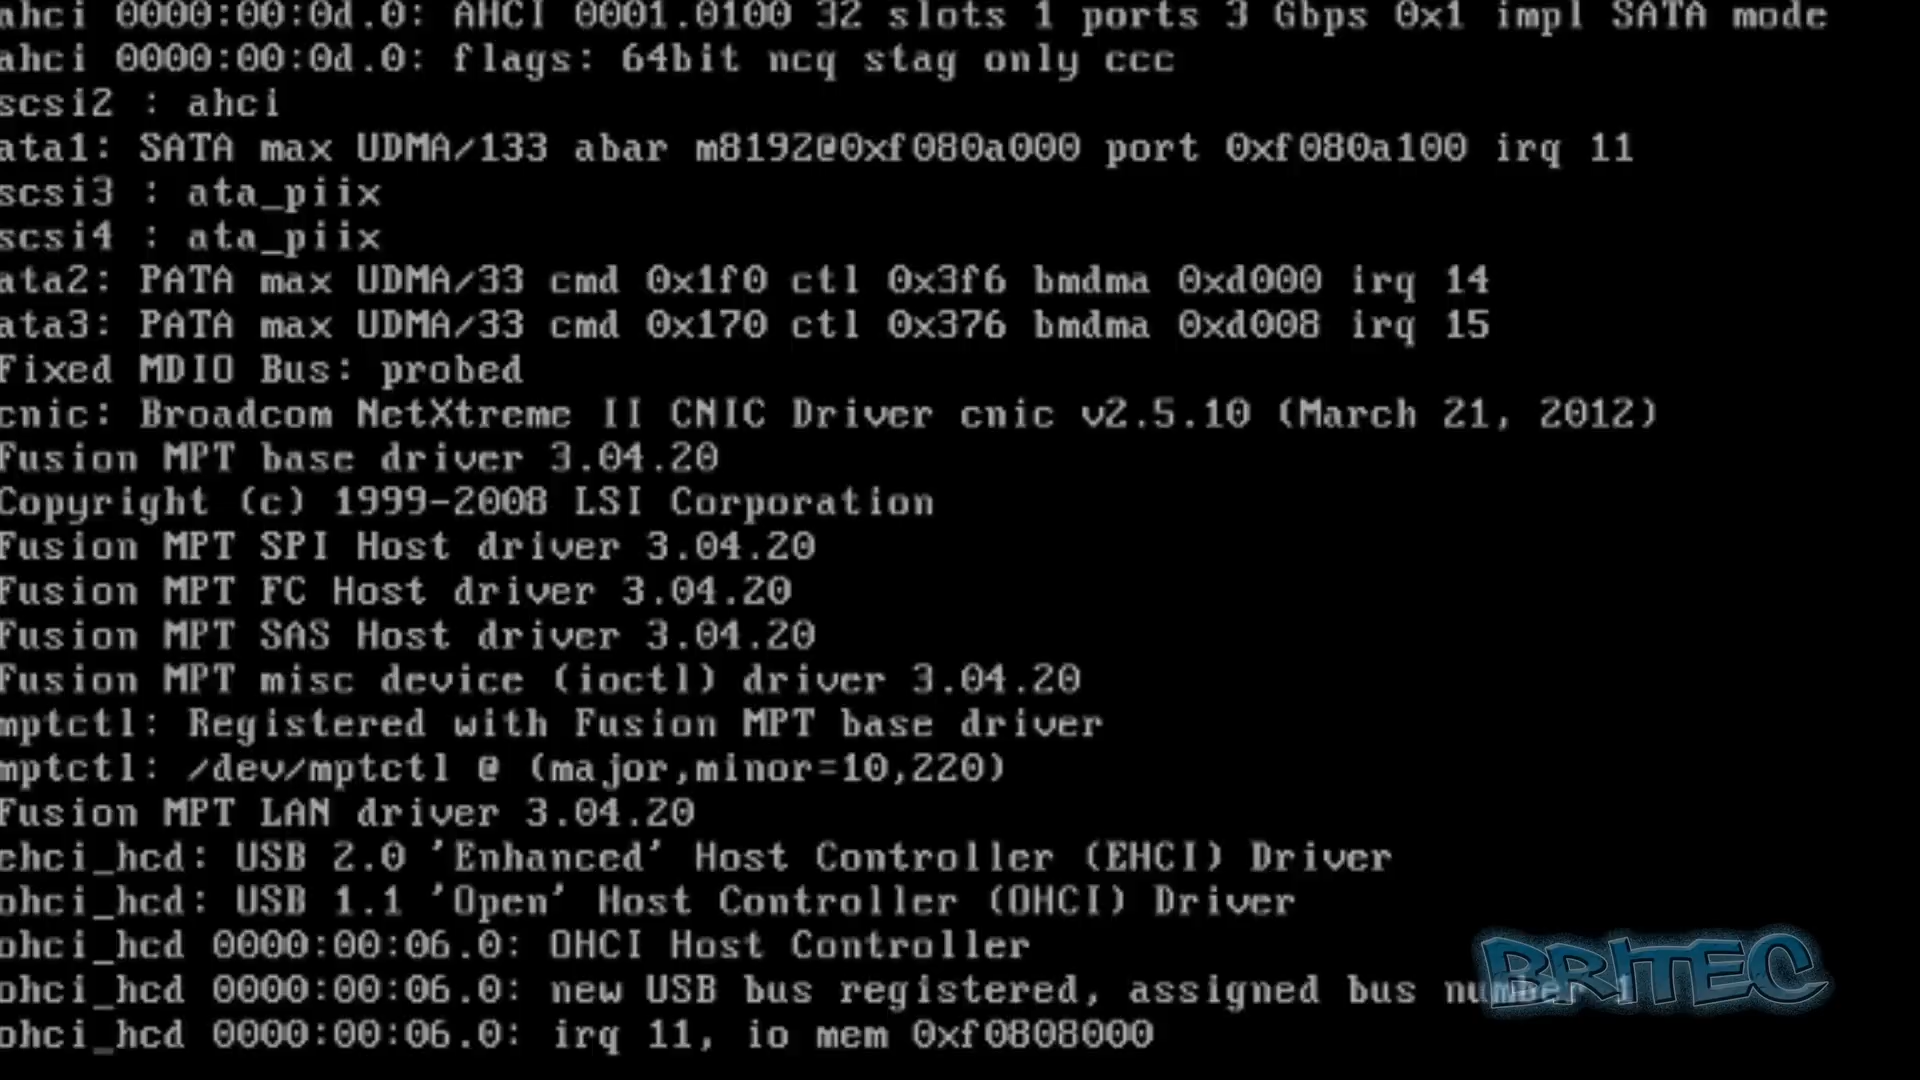 ahci 0000:00:0d.0: AHCI 0001.0100 32 slots 1 ports 3 Gbps 0x1 impl SATA mode
ahci 0000:00:0d.0: flags: 64bit ncq stag only ccc
scsi2 : ahci
ata1: SATA max UDMA/133 abar m8192@0xf080a000 port 0xf080a100 irq 11
scsi3 : ata_piix
scsi4 : ata_piix
ata2: PATA max UDMA/33 cmd 0x1f0 ctl 0x3f6 bmdma 0xd000 irq 14
ata3: PATA max UDMA/33 cmd 0x170 ctl 0x376 bmdma 0xd008 irq 15
Fixed MDIO Bus: probed
cnic: Broadcom NetXtreme II CNIC Driver cnic v2.5.10 (March 21, 2012)
Fusion MPT base driver 3.04.20
Copyright (c) 1999-2008 LSI Corporation
Fusion MPT SPI Host driver 3.04.20
Fusion MPT FC Host driver 3.04.20
Fusion MPT SAS Host driver 3.04.20
Fusion MPT misc device (ioctl) driver 3.04.20
mptctl: Registered with Fusion MPT base driver
mptctl: /dev/mptctl @ (major,minor=10,220)
Fusion MPT LAN driver 3.04.20
ehci_hcd: USB 2.0 'Enhanced' Host Controller (EHCI) Driver
ohci_hcd: USB 1.1 'Open' Host Controller (OHCI) Driver
ohci_hcd 0000:00:06.0: OHCI Host Controller
ohci_hcd 0000:00:06.0: new USB bus registered, assigned bus number 1
ohci_hcd 0000:00:06.0: irq 11, io mem 0xf0808000
BRITEC